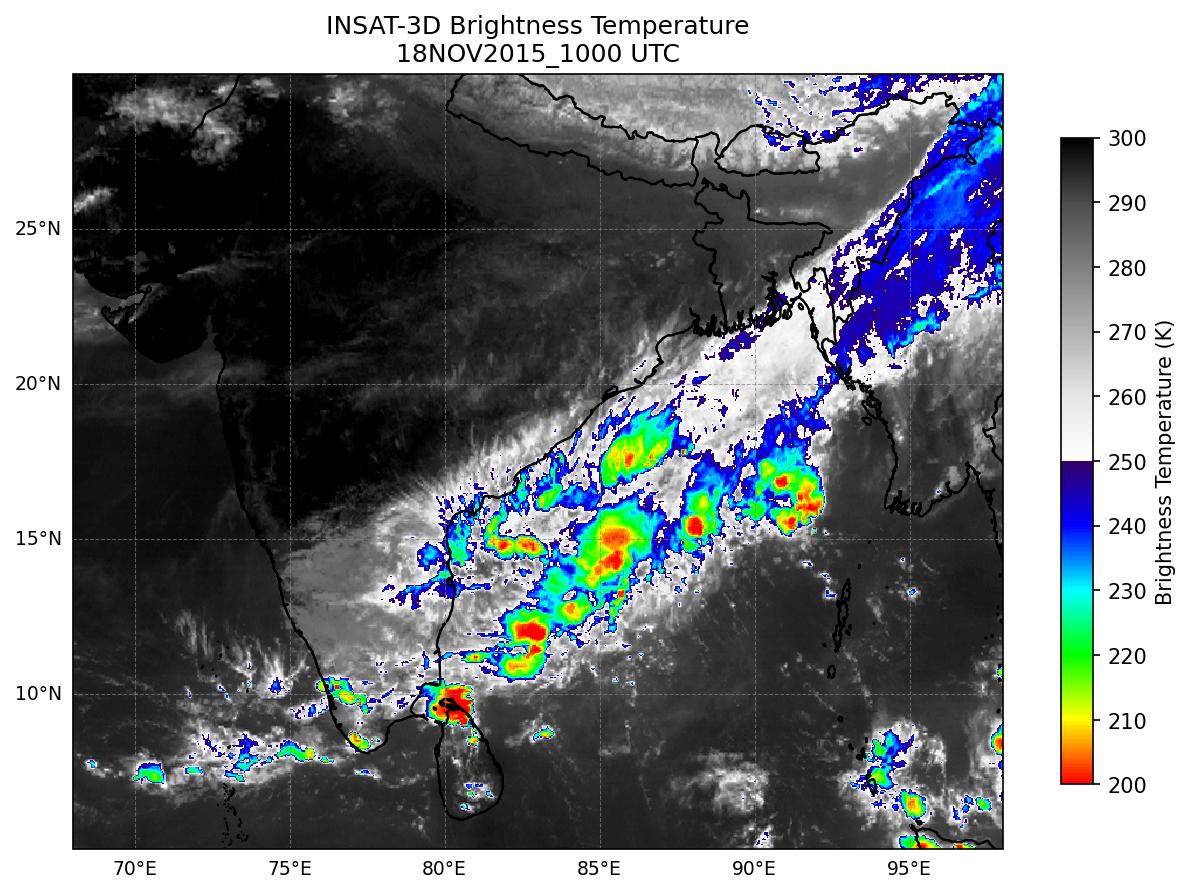 INSAT-3D Brightness Temperature
18NOV2015_1000 UTC
25°N
20°N
15°N
10°N
70°E
75°E
80°E
85°E
90°E
95°E
300
290
280
270
260
250
240
230
220
210
200
Brightness Temperature (K)